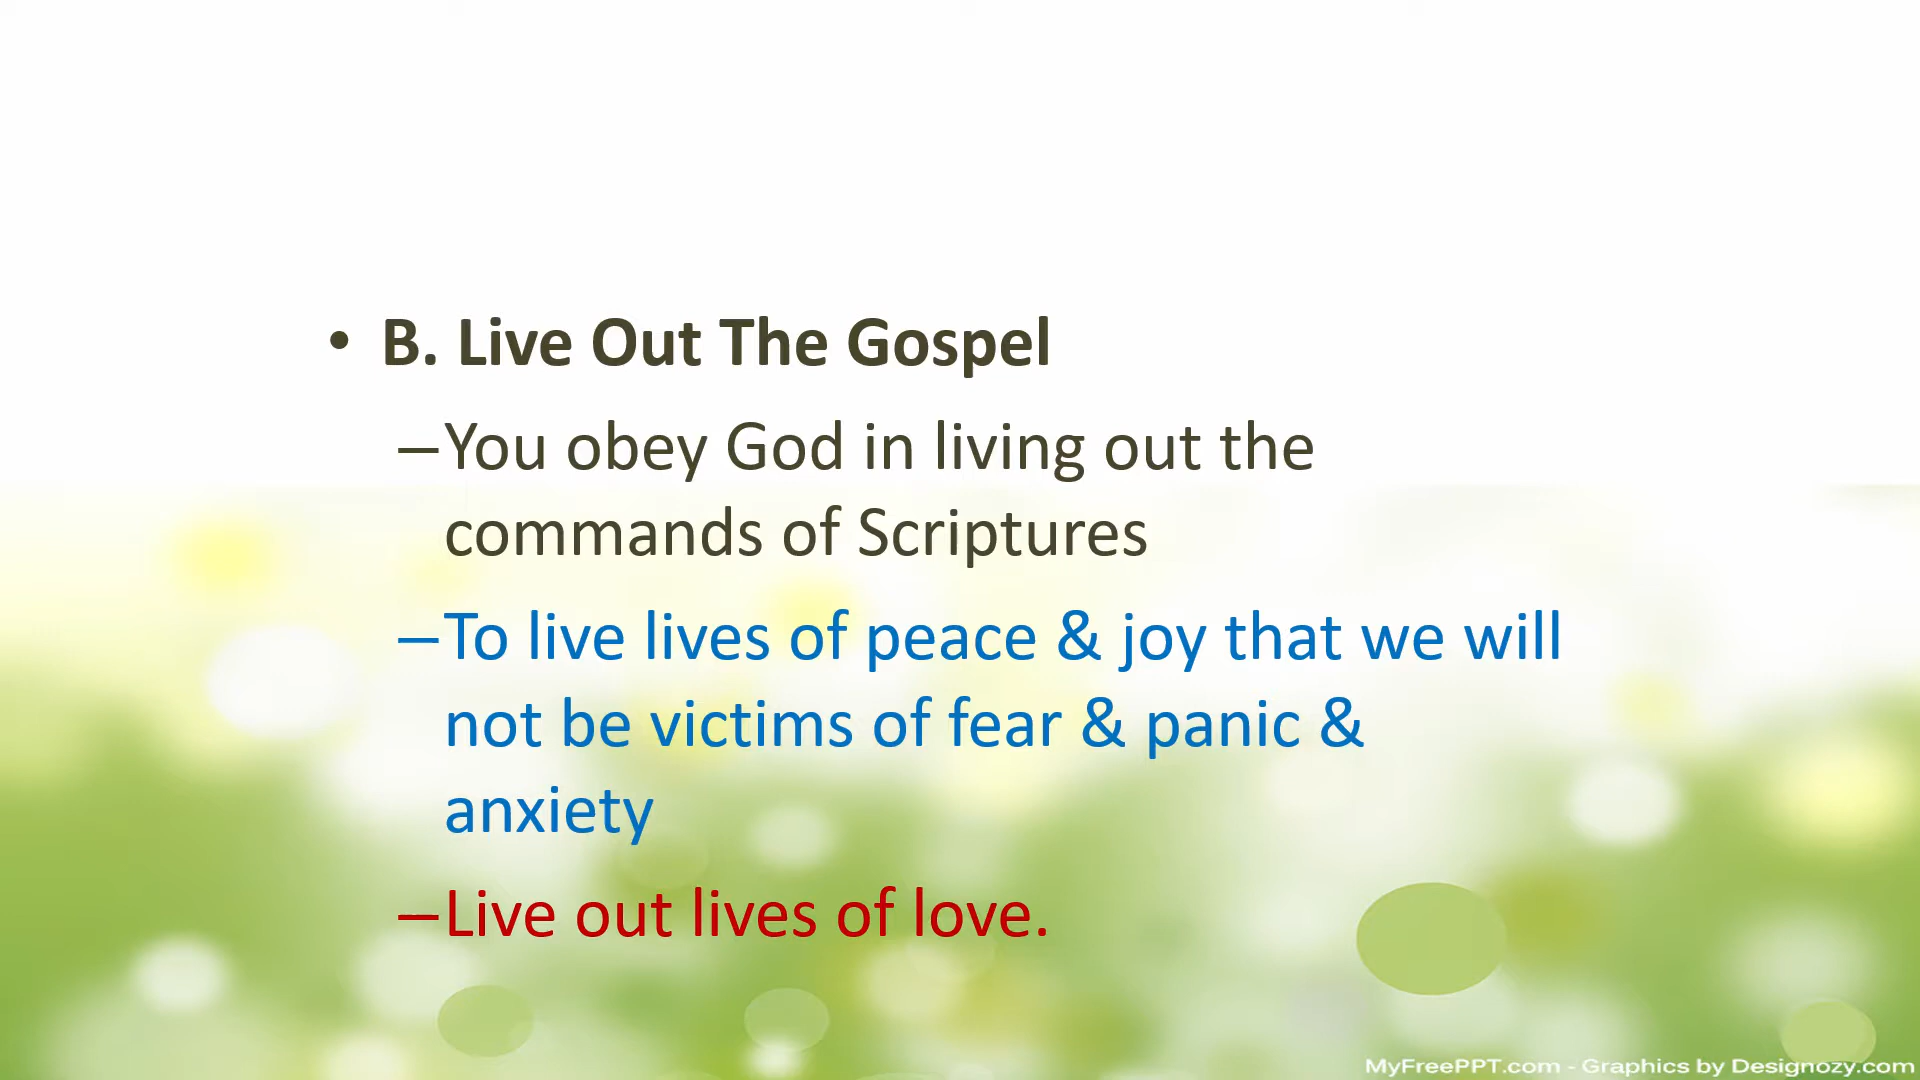 • B. Live Out The Gospel
–You obey God in living out the
commands of Scriptures
–To live lives of peace & joy that we will
not be victims of fear & panic &
anxiety
–Live out lives of love.
MyFreePPT.com - Graphics by Designozy.com